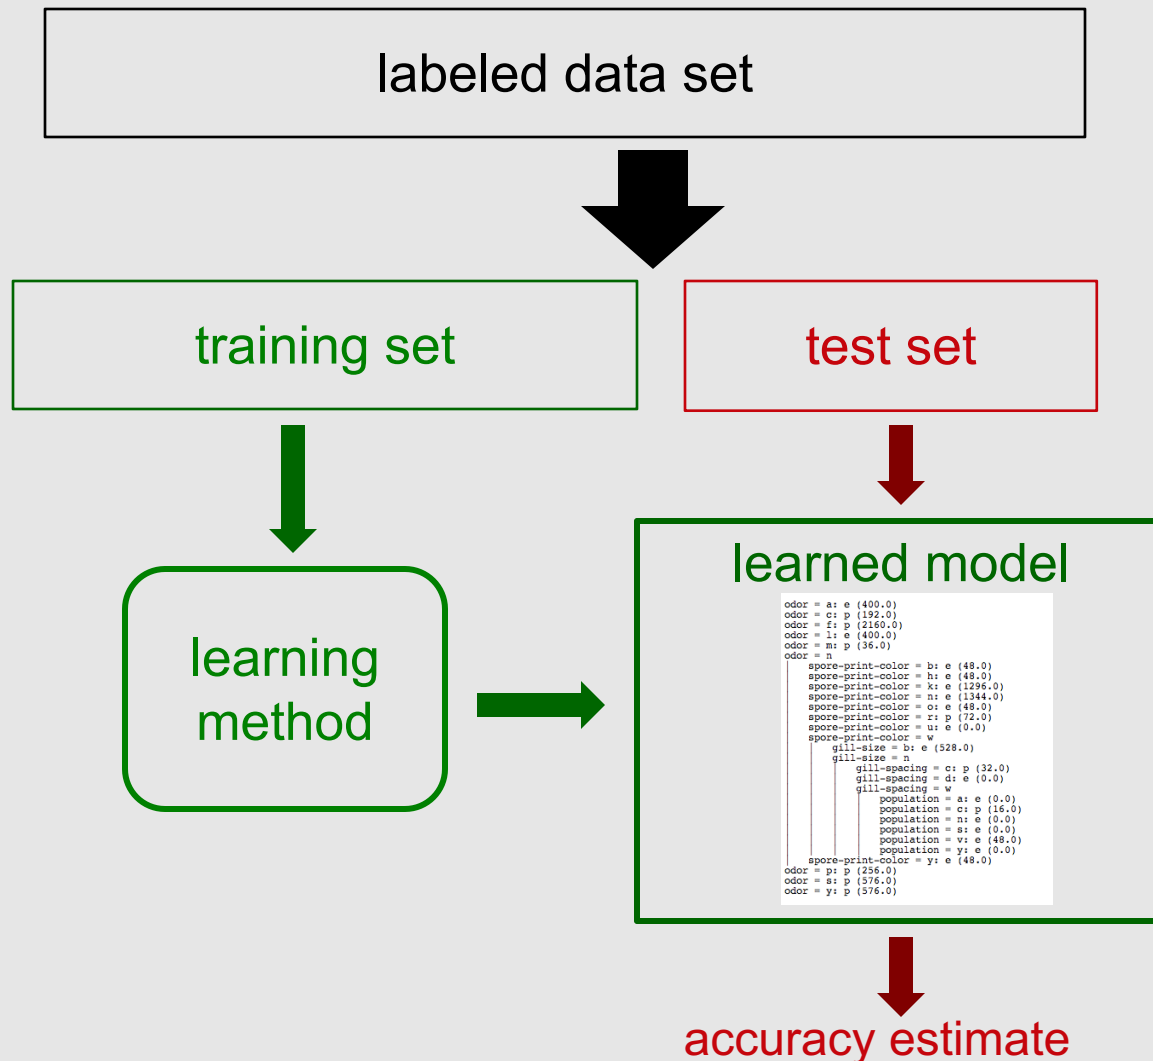 labeled data set
training set
test set
learning
method
learned model
odor = a: e (400.0)
odor = c: p (192.0)
odor = f: p (2160.0)
odor = l: e (400.0)
odor = m: p (36.0)
odor = n
|   spore-print-color = b: e (48.0)
|   spore-print-color = h: e (48.0)
|   spore-print-color = k: e (1296.0)
|   spore-print-color = n: e (1344.0)
|   spore-print-color = o: e (48.0)
|   spore-print-color = r: p (72.0)
|   spore-print-color = u: e (0.0)
|   spore-print-color = w
|   |   gill-size = b: e (528.0)
|   |   gill-size = n
|   |   |   gill-spacing = c: p (32.0)
|   |   |   gill-spacing = d: e (0.0)
|   |   |   gill-spacing = w
|   |   |   |   population = a: e (0.0)
|   |   |   |   population = c: p (16.0)
|   |   |   |   population = n: e (0.0)
|   |   |   |   population = s: e (0.0)
|   |   |   |   population = v: e (48.0)
|   |   |   |   population = y: e (0.0)
|   spore-print-color = y: e (48.0)
odor = p: p (256.0)
odor = s: p (576.0)
odor = y: p (576.0)
accuracy estimate